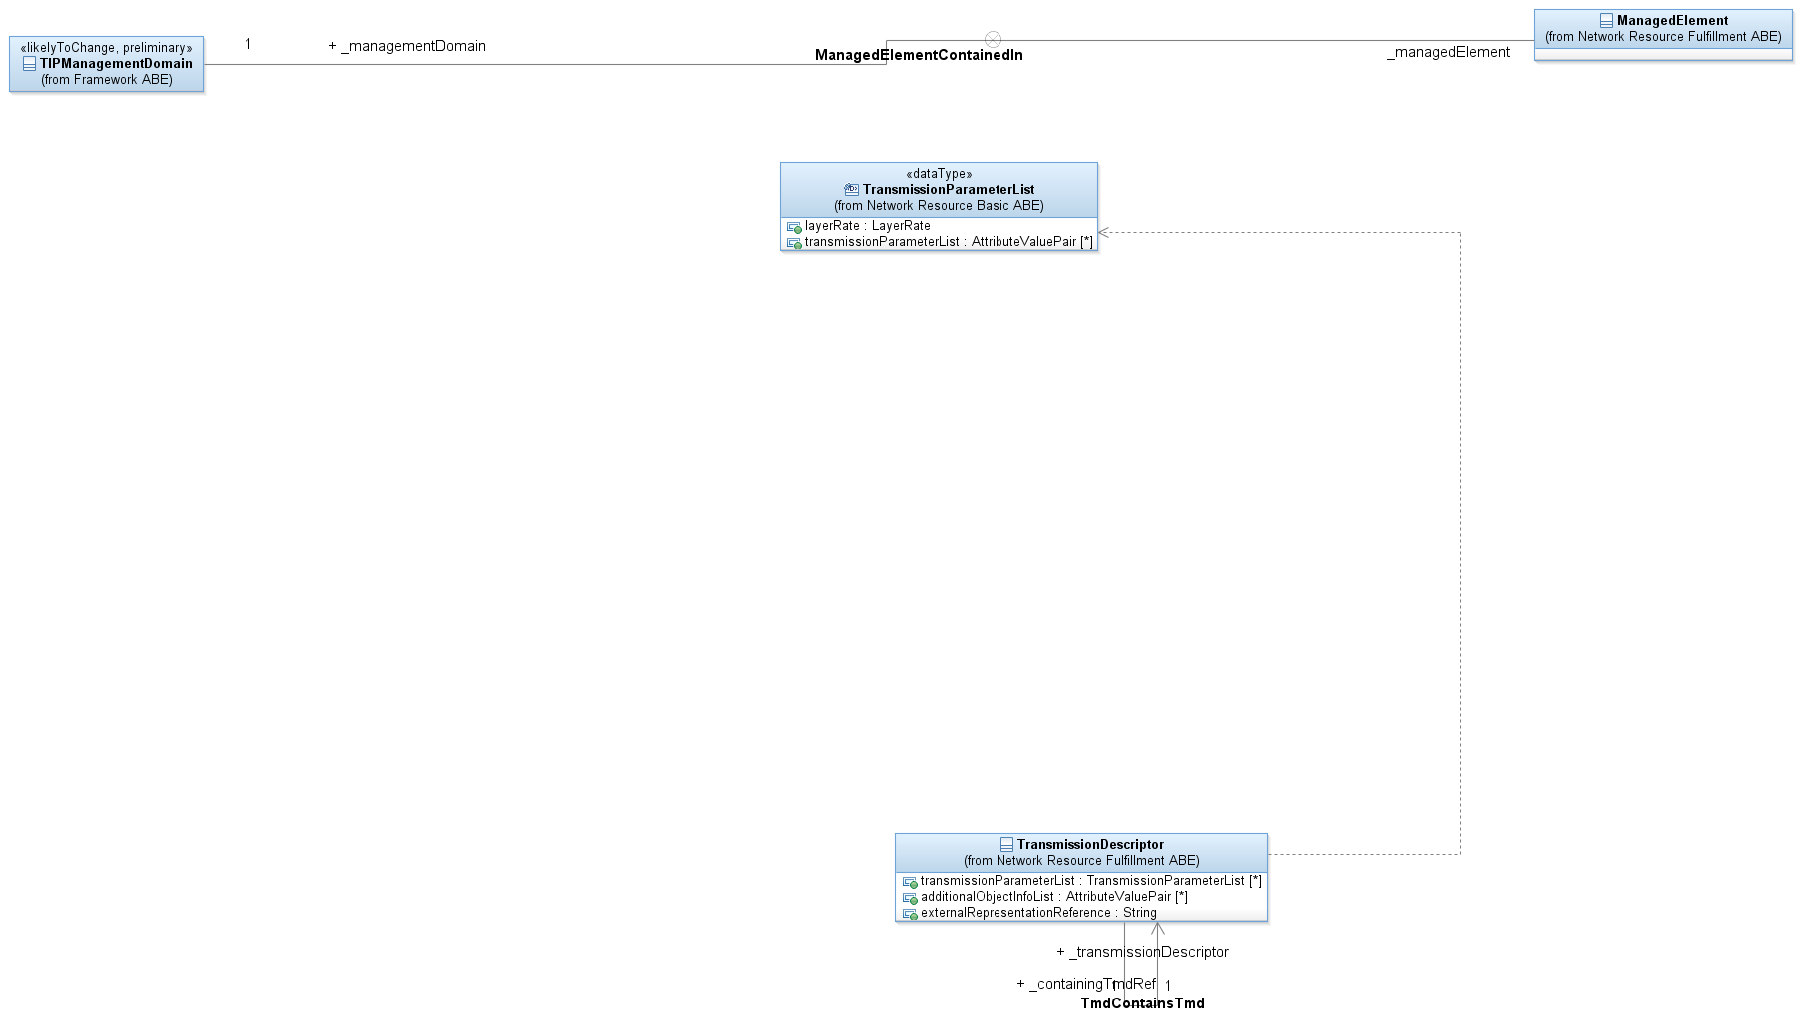 «likelyToChange, preliminary»
TIPManagementDomain
(from Framework ABE)
1
+ _managementDomain
ManagedElementContainedIn
_managedElement
ManagedElement
(from Network Resource Fulfillment ABE)
«dataType»
TransmissionParameterList
(from Network Resource Basic ABE)
layerRate : LayerRate
transmissionParameterList : AttributeValuePair [*]
TransmissionDescriptor
(from Network Resource Fulfillment ABE)
transmissionParameterList : TransmissionParameterList [*]
additionalObjectInfoList : AttributeValuePair [*]
externalRepresentationReference : String
+ _transmissionDescriptor
+ _containingTmdRef
1
1
TmdContainsTmd